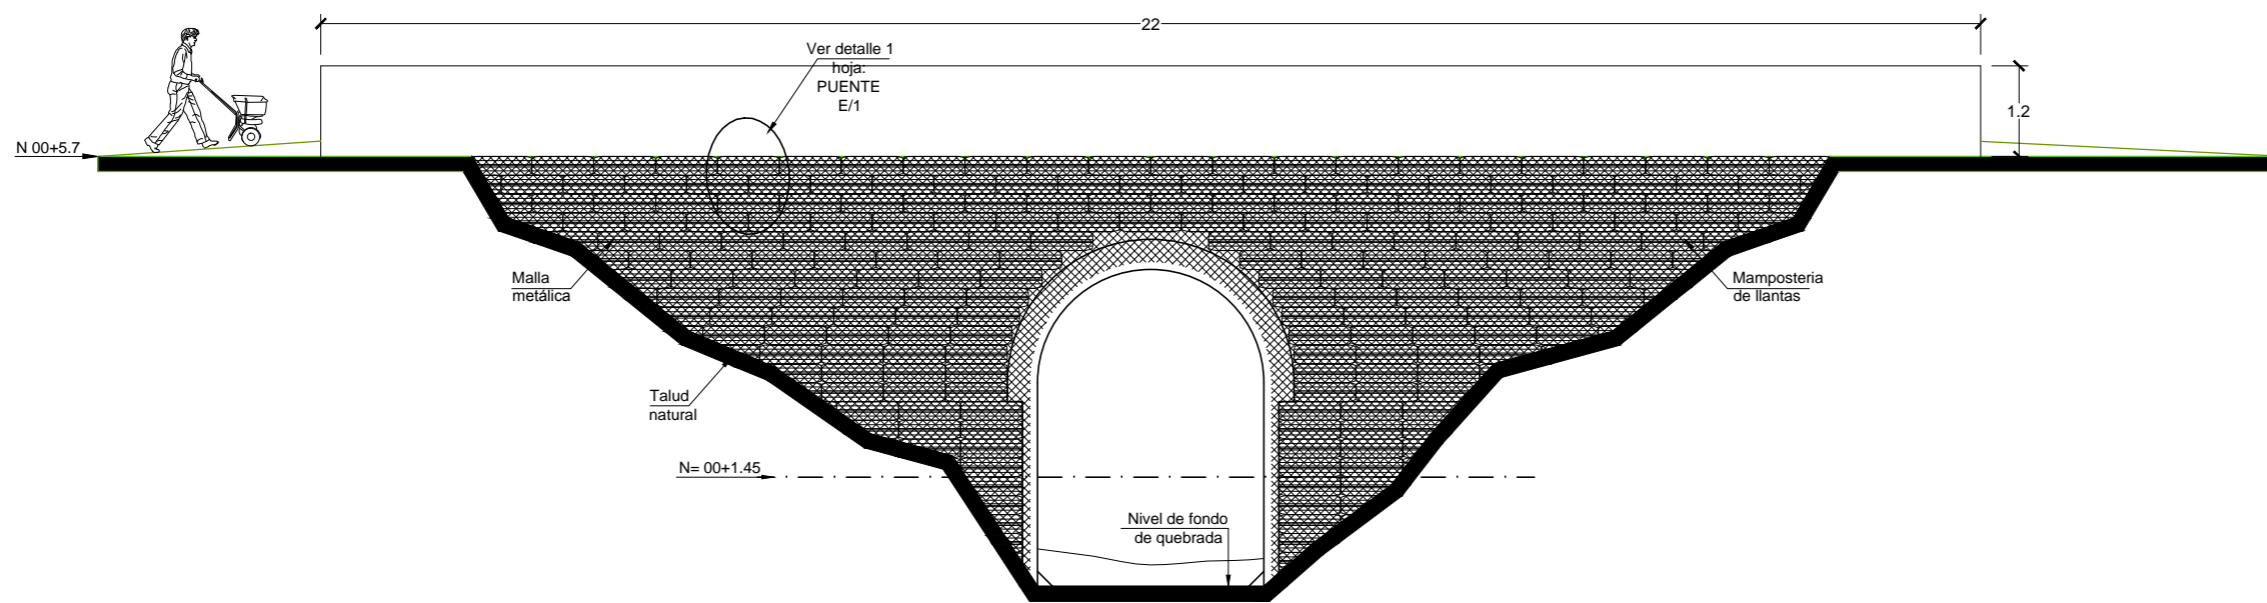 22
Ver detalle 1
hoja:
PUENTE
E/1
1.2
N 00+5.7
Malla
metálica
Mamposteria
de llantas
Talud
natural
N= 00+1.45
Nivel de fondo
de quebrada